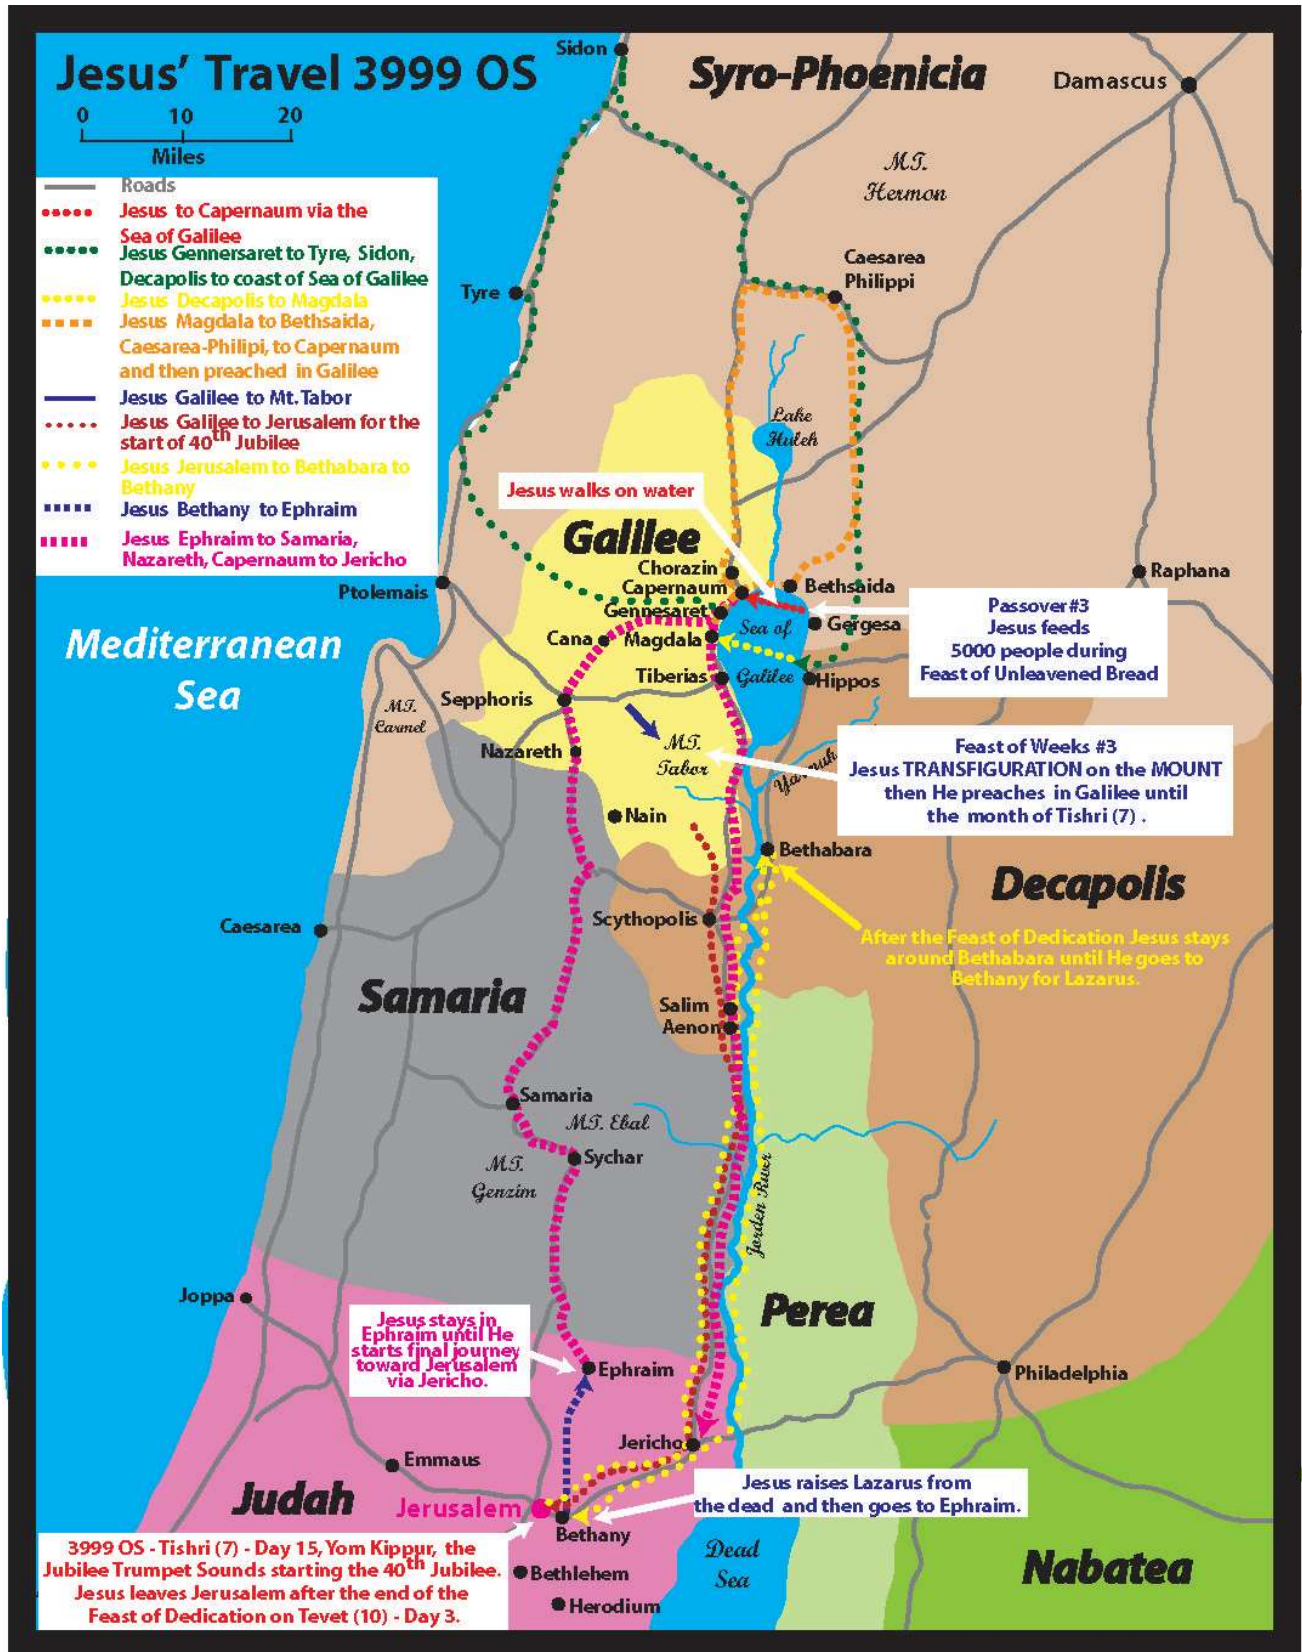 Jesus' Travel 3999 OS
0 10 20
Miles
Roads
Jesus to Capernaum via the
Sea of Galilee
Jesus Gennersaret to Tyre, Sidon,
Decapolis to coast of Sea of Galilee
Jesus Decapolis to Magdala
Jesus Magdala to Bethsaida,
Caesarea-Philipi, to Capernaum
and then preached in Galilee
Jesus Galilee to Mt. Tabor
Jesus Galilee to Jerusalem for the
start of 40th Jubilee
Jesus Jerusalem to Bethabara to
Bethany
Jesus Bethany to Ephraim
Jesus Ephraim to Samaria,
Nazareth, Capernaum to Jericho
Sidon
Syro-Phoenicia
Damascus
MT.
Hermon
Caesarea
Philippi
Tyre
Lake
Huleh
Jesus walks on water
Galilee
Chorazin
Capernaum
Bethsaida
Raphana
Ptolemais
Gennesaret
Passover #3
Jesus feeds
5000 people during
Feast of Unleavened Bread
Sea of
Galilee
Gergesa
Cana
Magdala
Mediterranean
Sea
Tiberias
Hippos
Sepphoris
MT.
Carmel
Nazareth
MT.
Tabor
Feast of Weeks #3
Jesus TRANSFIGURATION on the MOUNT
then He preaches in Galilee until
the month of Tishri (7) .
Nain
Bethabara
Decapolis
Scythopolis
Caesarea
After the Feast of Dedication Jesus stays
around Bethabara until He goes to
Bethany for Lazarus.
Samaria
Salim
Aenon
Samaria
MT. Ebal
Sychar
MT.
Genzim
Jorden River
Joppa
Perea
Jesus stays in
Ephraim until He
starts final journey
toward Jerusalem
via Jericho.
Ephraim
Philadelphia
Jericho
Emmaus
Judah
Jerusalem
Jesus raises Lazarus from
the dead and then goes to Ephraim.
Bethany
3999 OS - Tishri (7) - Day 15, Yom Kippur, the
Jubilee Trumpet Sounds starting the 40th Jubilee.
Jesus leaves Jerusalem after the end of the
Feast of Dedication on Tevet (10) - Day 3.
Dead
Sea
Bethlehem
Herodium
Nabatea